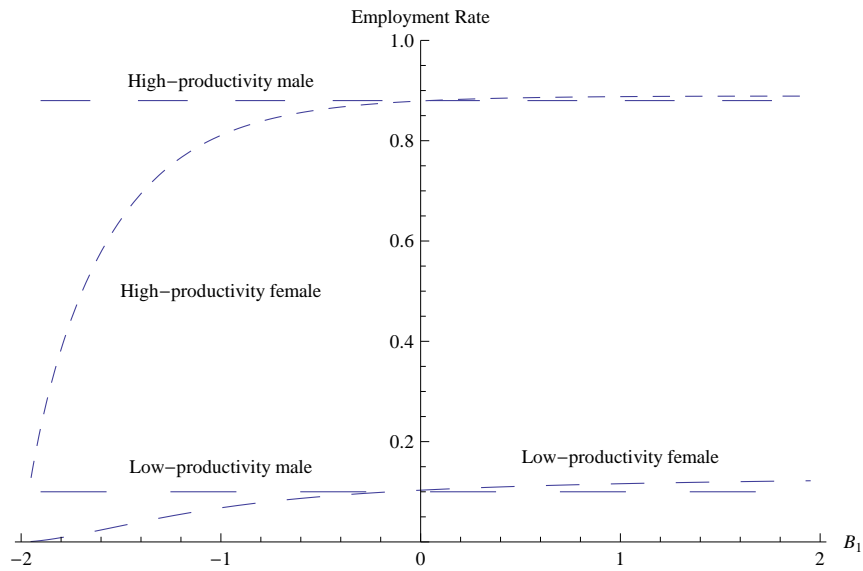 Employment Rate
1.0
High−productivity male
0.8
0.6
High−productivity female
0.4
0.2
Low−productivity male
Low−productivity female
−2
−1
0
1
2
B₁